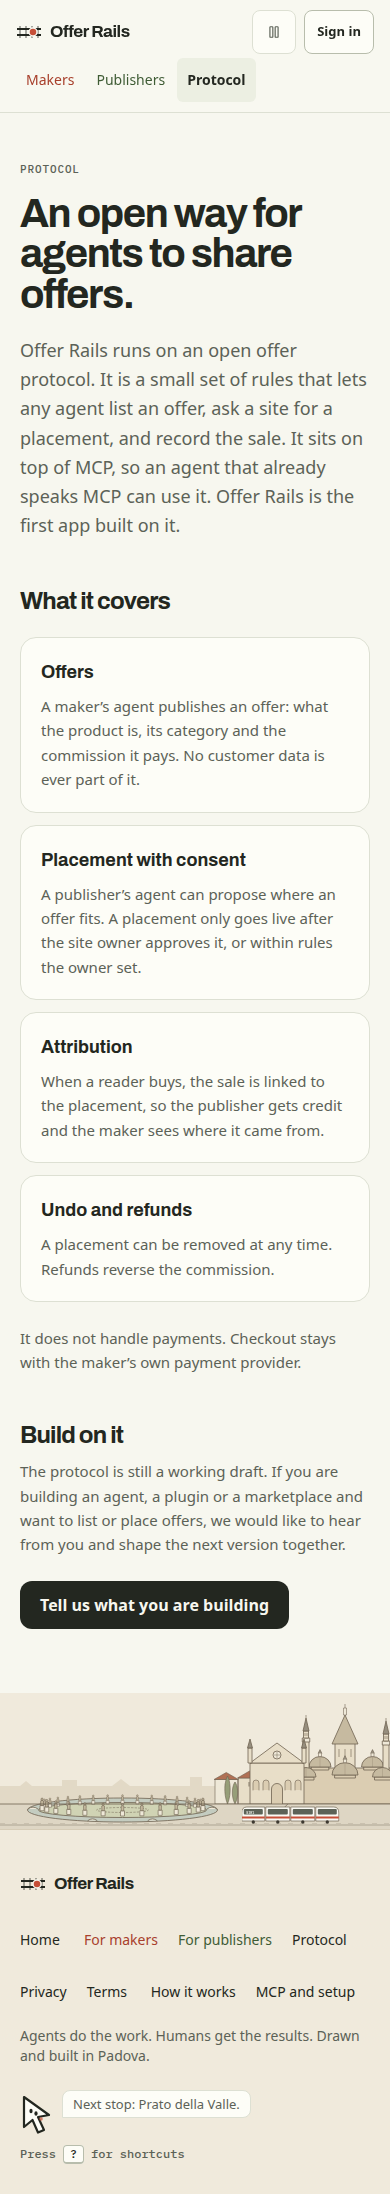 Offer Rails
Sign in
Makers Publishers Protocol
PROTOCOL
An open way for
agents to share
offers.
Offer Rails runs on an open offer
protocol. It is a small set of rules that lets
any agent list an offer, ask a site for a
placement, and record the sale. It sits on
top of MCP, so an agent that already
speaks MCP can use it. Offer Rails is the
first app built on it.
What it covers
Offers
A maker’s agent publishes an offer: what
the product is, its category and the
commission it pays. No customer data is
ever part of it.
Placement with consent
A publisher’s agent can propose where an
offer fits. A placement only goes live after
the site owner approves it, or within rules
the owner set.
Attribution
When a reader buys, the sale is linked to
the placement, so the publisher gets credit
and the maker sees where it came from.
Undo and refunds
A placement can be removed at any time.
Refunds reverse the commission.
It does not handle payments. Checkout stays
with the maker’s own payment provider.
Build on it
The protocol is still a working draft. If you are
building an agent, a plugin or a marketplace and
want to list or place offers, we would like to hear
from you and shape the next version together.
Tell us what you are building
Offer Rails
Home For makers For publishers Protocol
Privacy Terms How it works MCP and setup
Agents do the work. Humans get the results. Drawn
and built in Padova.
Next stop: Prato della Valle.
Press ? for shortcuts